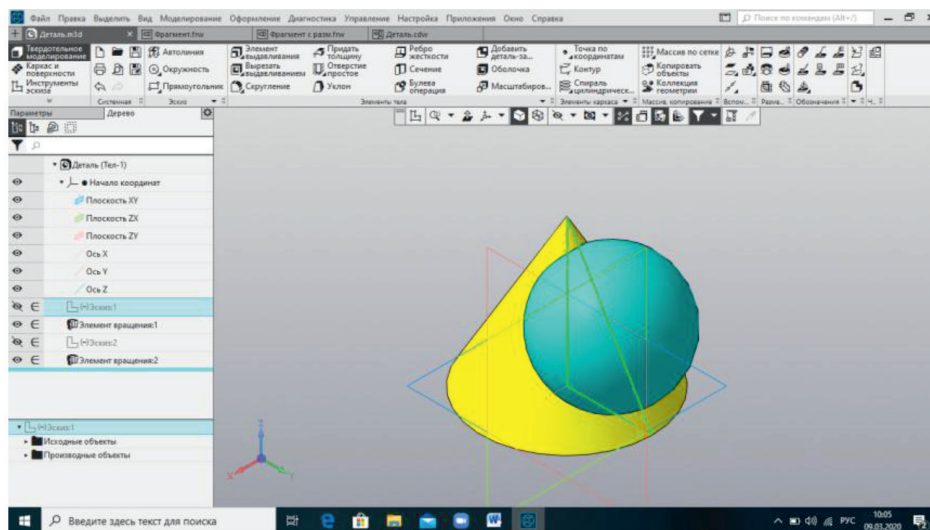 Файл Правка Выделить Вид Моделирование Оформление Диагностика Управление Настройка Приложения Окно Справка
Поиск по командам (Alt+/)
Деталь.m3d Фрагмент.frw Фрагмент с разм.frw Деталь.cdw
Твердотельное моделирование
Каркас и поверхности
Инструменты эскиза
Системная
Автолиния
Окружность
Прямоугольник
Эскиз
Элемент выдавливания
Вырезать выдавливанием
Скругление
Придать толщину
Отверстие простое
Уклон
Ребро жесткости
Сечение
Булева операция
Добавить деталь-за...
Оболочка
Масштабиров...
Элементы тела
Точка по координатам
Контур
Спираль цилиндрическ...
Элементы каркаса
Массив по сетке
Копировать объекты
Коллекция геометрии
Массив, копирование
Вспом...
Разме...
Обозначения
Ч...
Параметры Дерево
Деталь (Тел-1)
Начало координат
Плоскость XY
Плоскость ZX
Плоскость ZY
Ось X
Ось Y
Ось Z
(+)Эскиз:1
Элемент вращения:1
(+)Эскиз:2
Элемент вращения:2
(+)Эскиз:1
Исходные объекты
Производные объекты
Z
X
Y
Введите здесь текст для поиска
РУС
10:05
09.03.2020